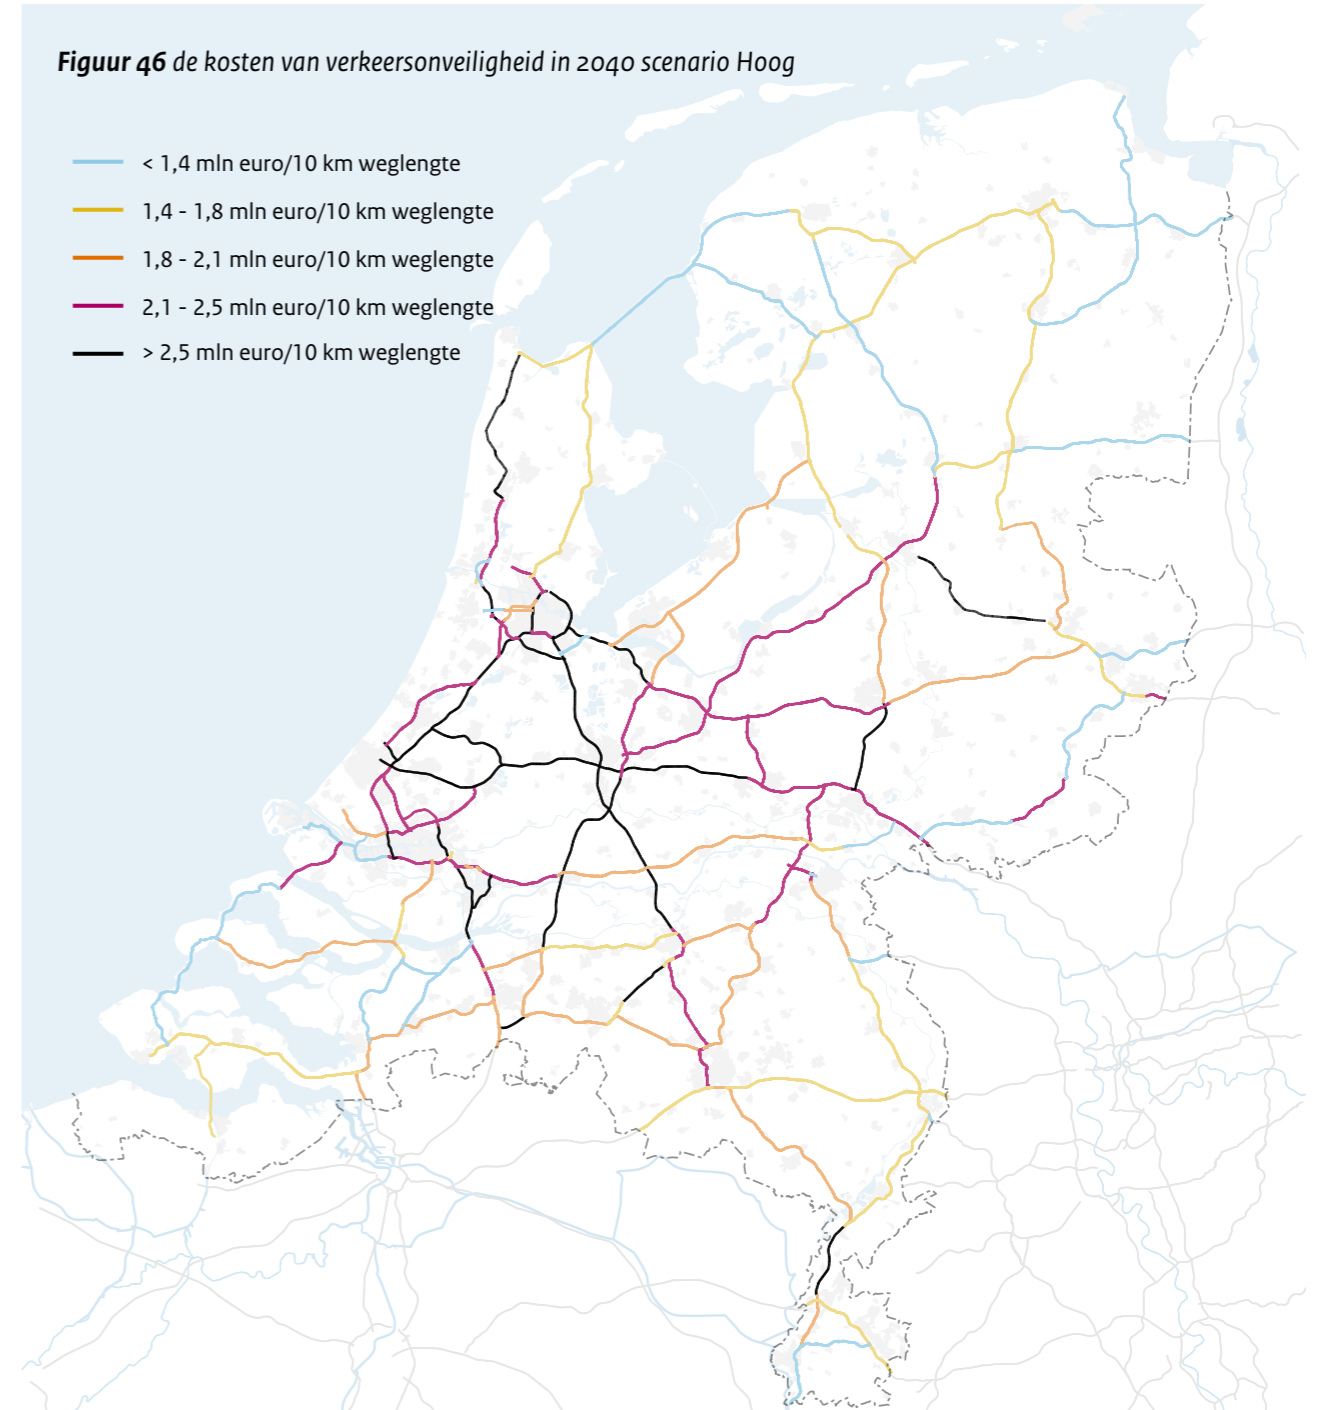 Figuur 46 de kosten van verkeersonveiligheid in 2040 scenario Hoog
< 1,4 mln euro/10 km weglengte
1,4 - 1,8 mln euro/10 km weglengte
1,8 - 2,1 mln euro/10 km weglengte
2,1 - 2,5 mln euro/10 km weglengte
> 2,5 mln euro/10 km weglengte